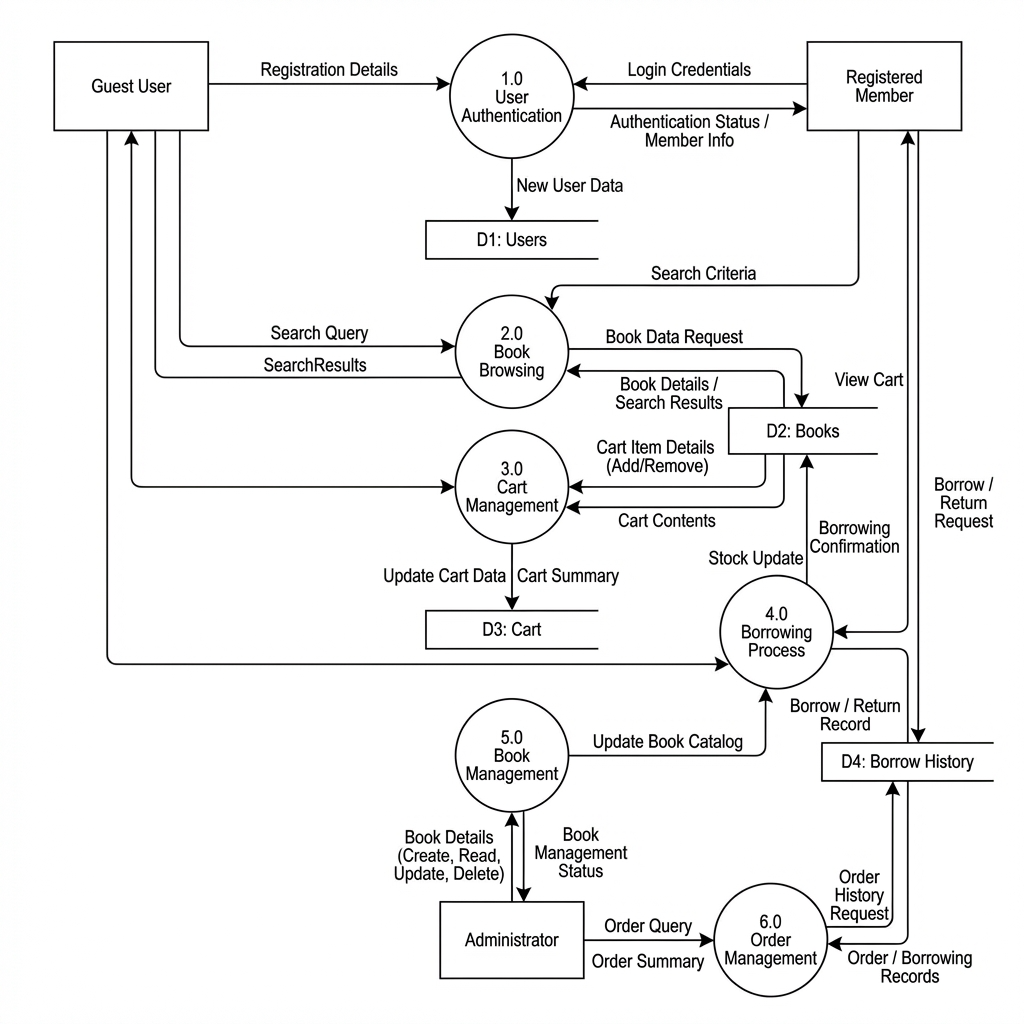 Guest User
Registration Details
1.0
User
Authentication
Login Credentials
Registered
Member
Authentication Status /
Member Info
New User Data
D1: Users
Search Criteria
Search Query
SearchResults
2.0
Book
Browsing
Book Data Request
Book Details /
Search Results
View Cart
D2: Books
Cart Item Details
(Add/Remove)
3.0
Cart
Management
Cart Contents
Borrow /
Return
Request
Borrowing
Confirmation
Stock Update
Update Cart Data
Cart Summary
D3: Cart
4.0
Borrowing
Process
Borrow / Return
Record
5.0
Book
Management
Update Book Catalog
D4: Borrow History
Book Details
(Create, Read,
Update, Delete)
Book
Management
Status
Order
History
Request
Administrator
Order Query
Order Summary
6.0
Order
Management
Order / Borrowing
Records